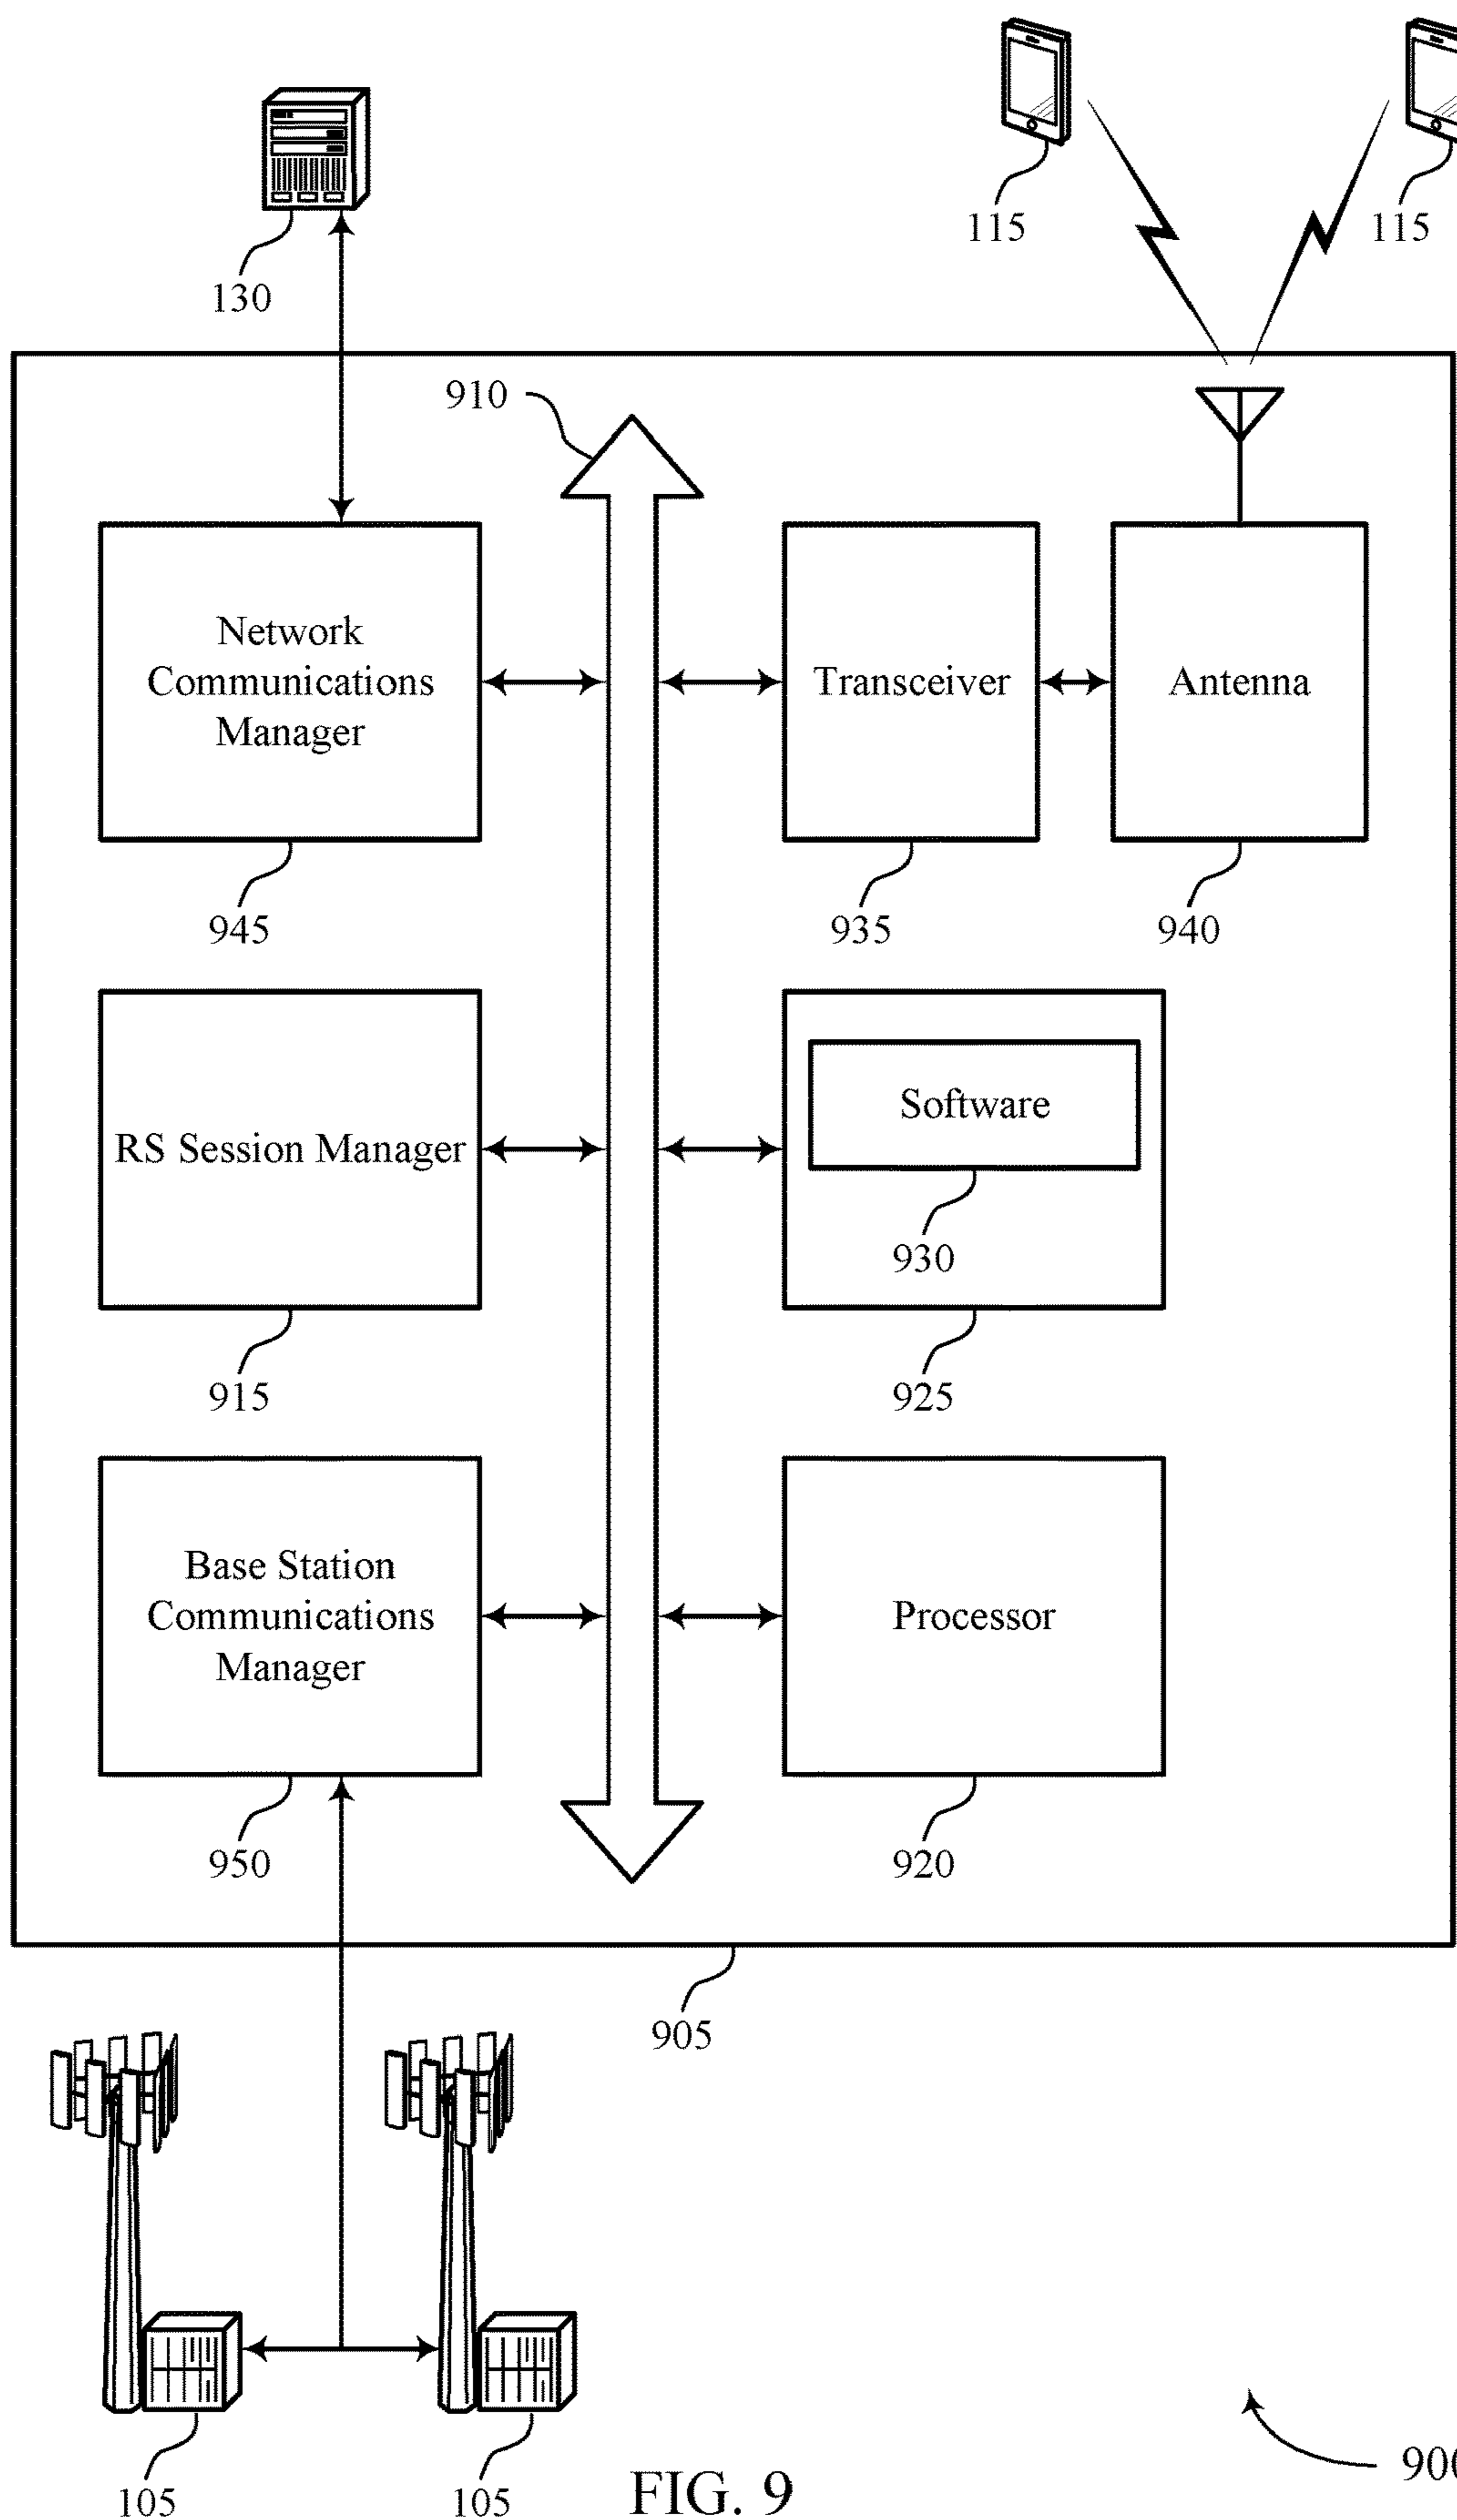 115
115
130
910
Network
Communications
Manager
Transceiver
Antenna
945
935
940
RS Session Manager
Software
930
915
925
Base Station
Communications
Manager
Processor
950
920
905
105
105
FIG. 9
900